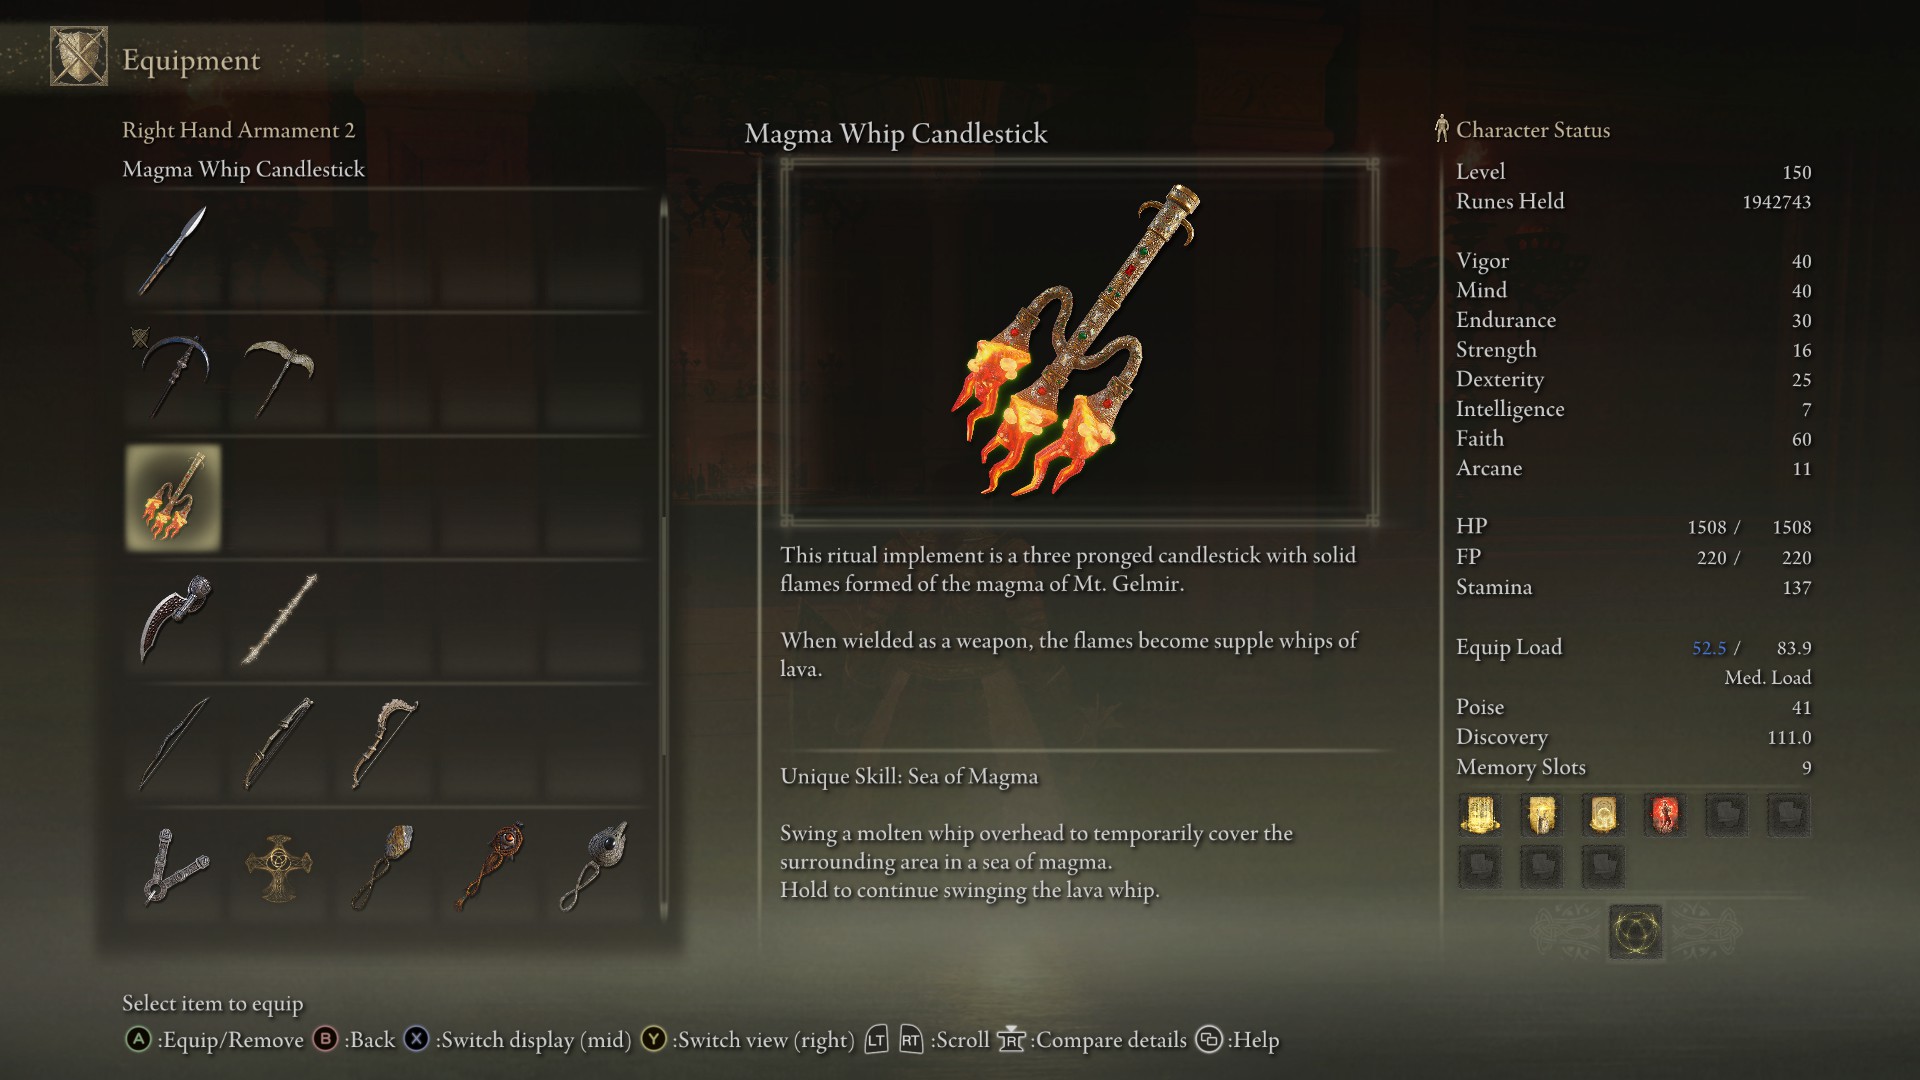 Equipment
Right Hand Armament 2
Magma Whip Candlestick
Magma Whip Candlestick
This ritual implement is a three pronged candlestick with solid
flames formed of the magma of Mt. Gelmir.
When wielded as a weapon, the flames become supple whips of
lava.
Unique Skill: Sea of Magma
Swing a molten whip overhead to temporarily cover the
surrounding area in a sea of magma.
Hold to continue swinging the lava whip.
Character Status
Level 150
Runes Held 1942743
Vigor 40
Mind 40
Endurance 30
Strength 16
Dexterity 25
Intelligence 7
Faith 60
Arcane 11
HP 1508 / 1508
FP 220 / 220
Stamina 137
Equip Load 52.5 / 83.9
Med. Load
Poise 41
Discovery 111.0
Memory Slots 9
Select item to equip
A :Equip/Remove B :Back X :Switch display (mid) Y :Switch view (right) LT RT :Scroll R :Compare details :Help